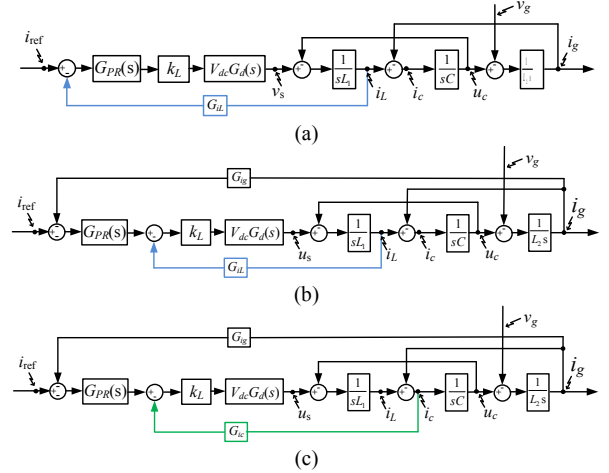 v_g
i_ref G_PR(s) k_L V_dc G_d(s) v_s 1/sL_1 i_L i_c 1/sC u_c i_g
G_iL
(a)
v_g
G_ig
i_ref G_PR(s) k_L V_dc G_d(s) u_s 1/sL_1 i_L i_c 1/sC u_c 1/L_2 s i_g
G_iL
(b)
v_g
G_ig
i_ref G_PR(s) k_L V_dc G_d(s) u_s 1/sL_1 i_L i_c 1/sC u_c 1/L_2 s i_g
G_ic
(c)